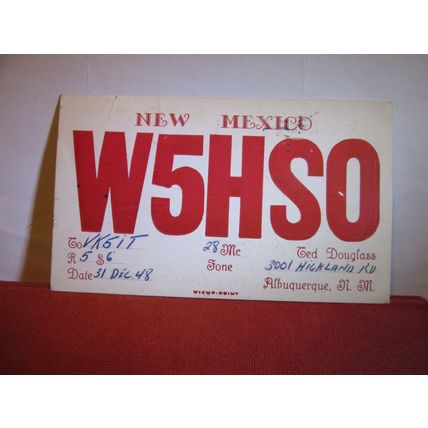 NEW MEXICO
W5HSO
To VK5IT
28 Mc
Ted Douglass
R 5 S 6
Fone
3001 HIGHLAND RD.
Date 31 DEC. 48
Albuquerque, N. M.